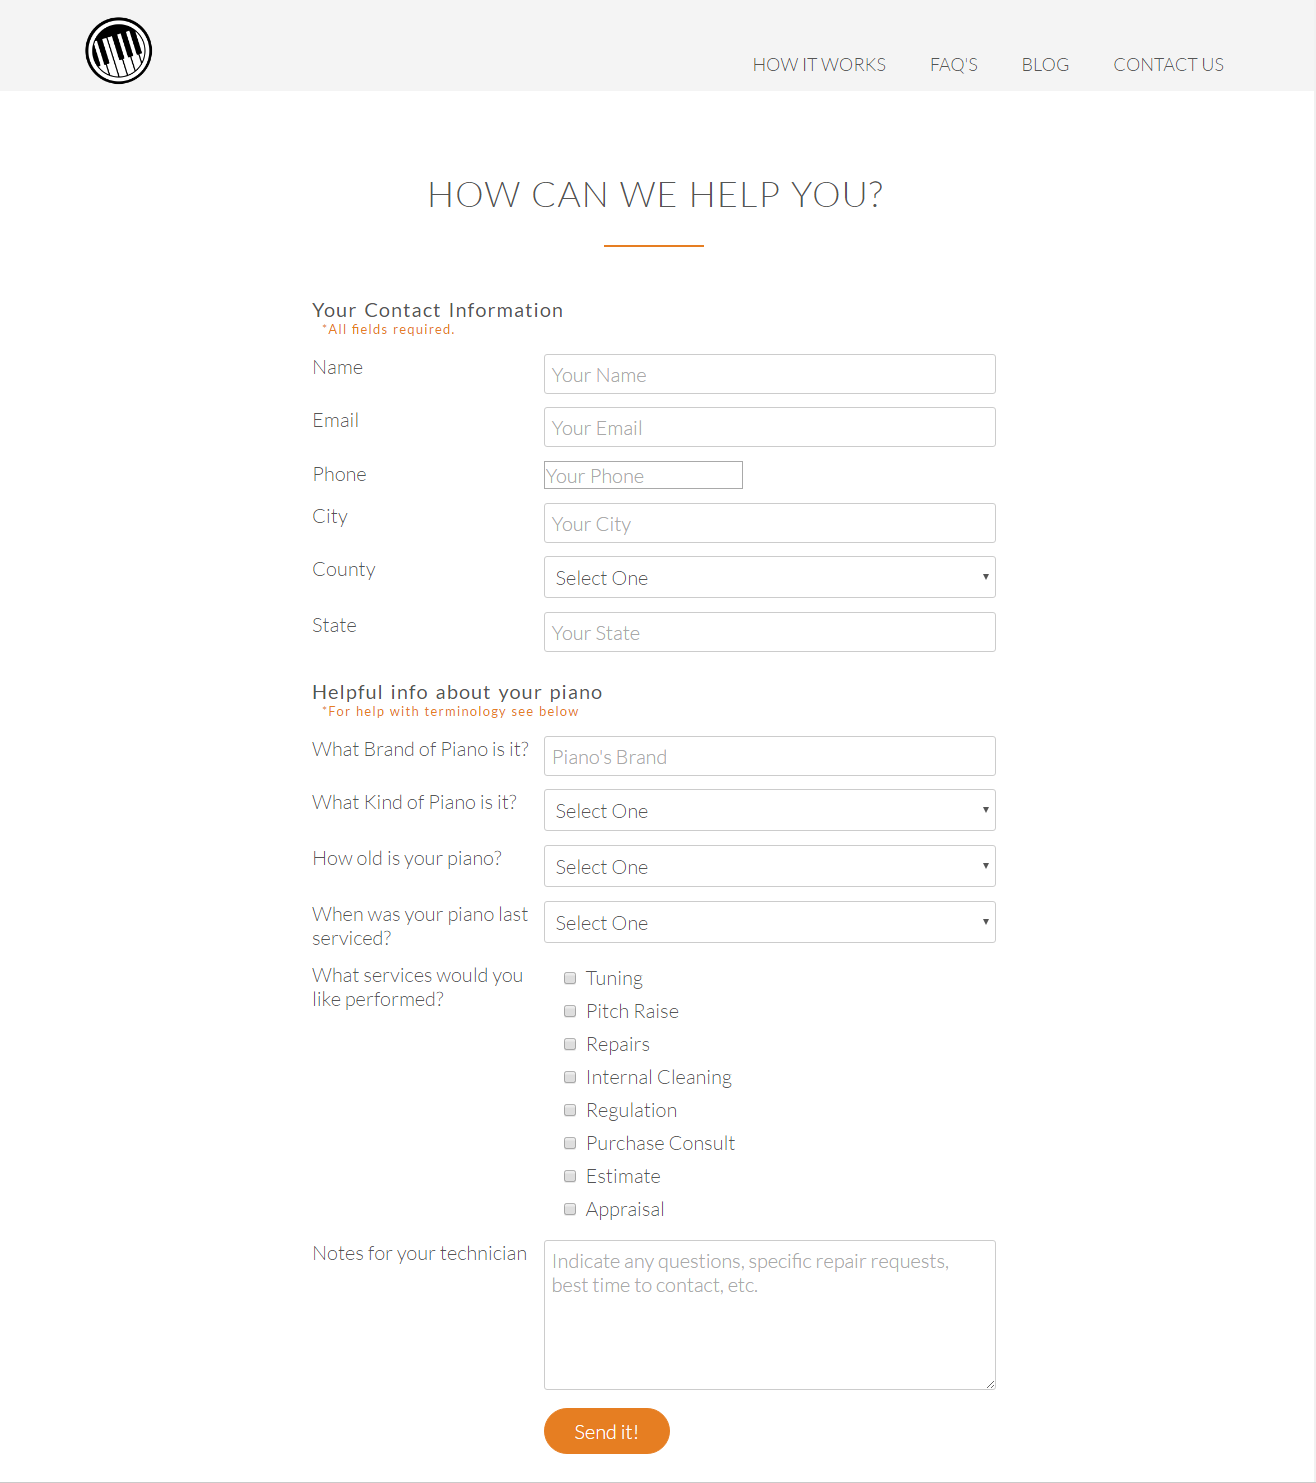 HOW IT WORKS FAQ'S BLOG CONTACT US
HOW CAN WE HELP YOU?
Your Contact Information
*All fields required.
Name Your Name
Email Your Email
Phone Your Phone
City Your City
County Select One
State Your State
Helpful info about your piano
*For help with terminology see below
What Brand of Piano is it? Piano's Brand
What Kind of Piano is it? Select One
How old is your piano? Select One
When was your piano last
serviced?
Select One
What services would you
like performed?
Tuning
Pitch Raise
Repairs
Internal Cleaning
Regulation
Purchase Consult
Estimate
Appraisal
Notes for your technician
Indicate any questions, specific repair requests,
best time to contact, etc.
Send it!